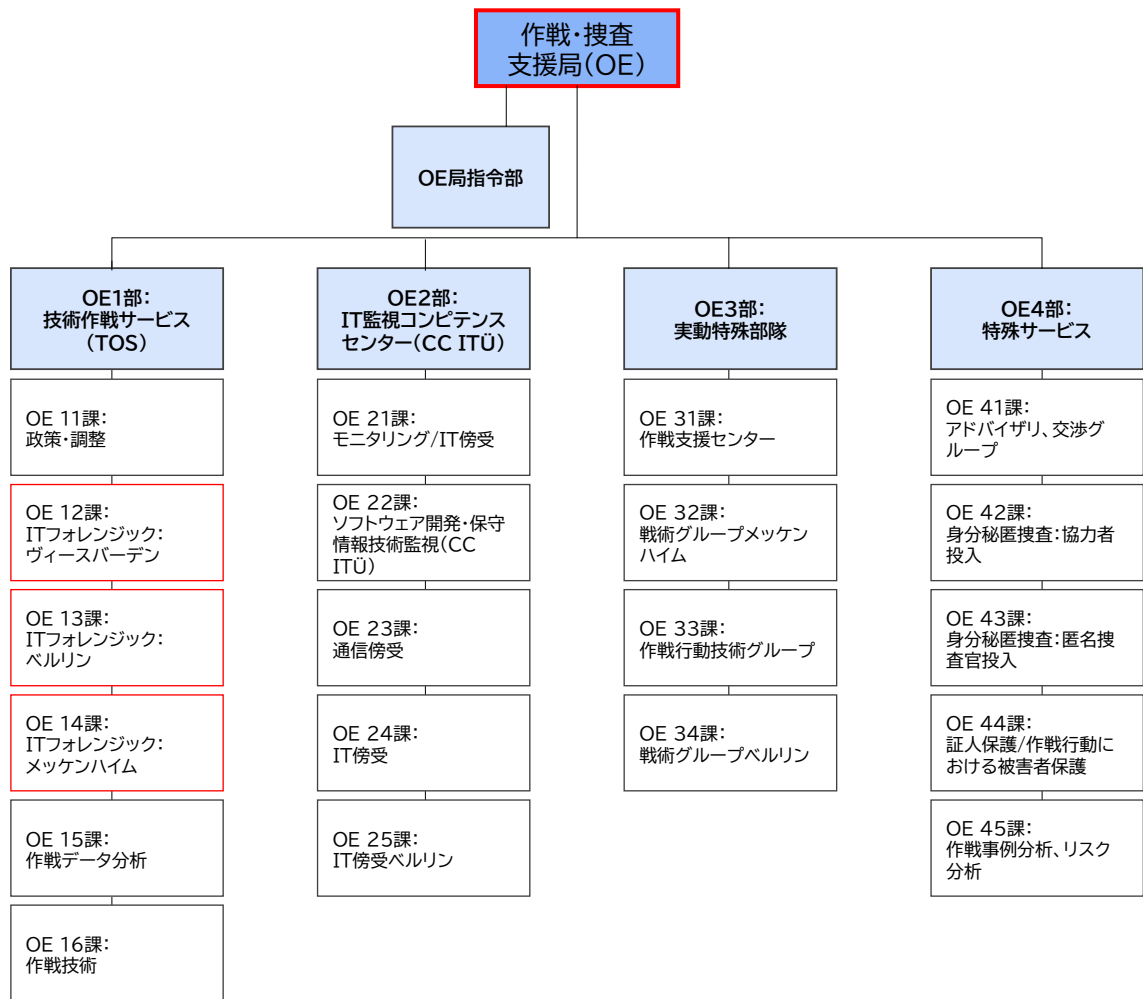 作戦・捜査
支援局(OE)
OE局指令部
OE1部:
技術作戦サービス
(TOS)
OE2部:
IT監視コンピテンス
センター(CC ITÜ)
OE3部:
実動特殊部隊
OE4部:
特殊サービス
OE 11課:
政策・調整
OE 12課:
ITフォレンジック:
ヴィースバーデン
OE 13課:
ITフォレンジック:
ベルリン
OE 14課:
ITフォレンジック:
メッケンハイム
OE 15課:
作戦データ分析
OE 16課:
作戦技術
OE 21課:
モニタリング/IT傍受
OE 22課:
ソフトウェア開発・保守
情報技術監視(CC
ITÜ)
OE 23課:
通信傍受
OE 24課:
IT傍受
OE 25課:
IT傍受ベルリン
OE 31課:
作戦支援センター
OE 32課:
戦術グループメッケン
ハイム
OE 33課:
作戦行動技術グループ
OE 34課:
戦術グループベルリン
OE 41課:
アドバイザリ、交渉グ
ループ
OE 42課:
身分秘匿捜査:協力者
投入
OE 43課:
身分秘匿捜査:匿名捜
査官投入
OE 44課:
証人保護/作戦行動に
おける被害者保護
OE 45課:
作戦事例分析、リスク
分析